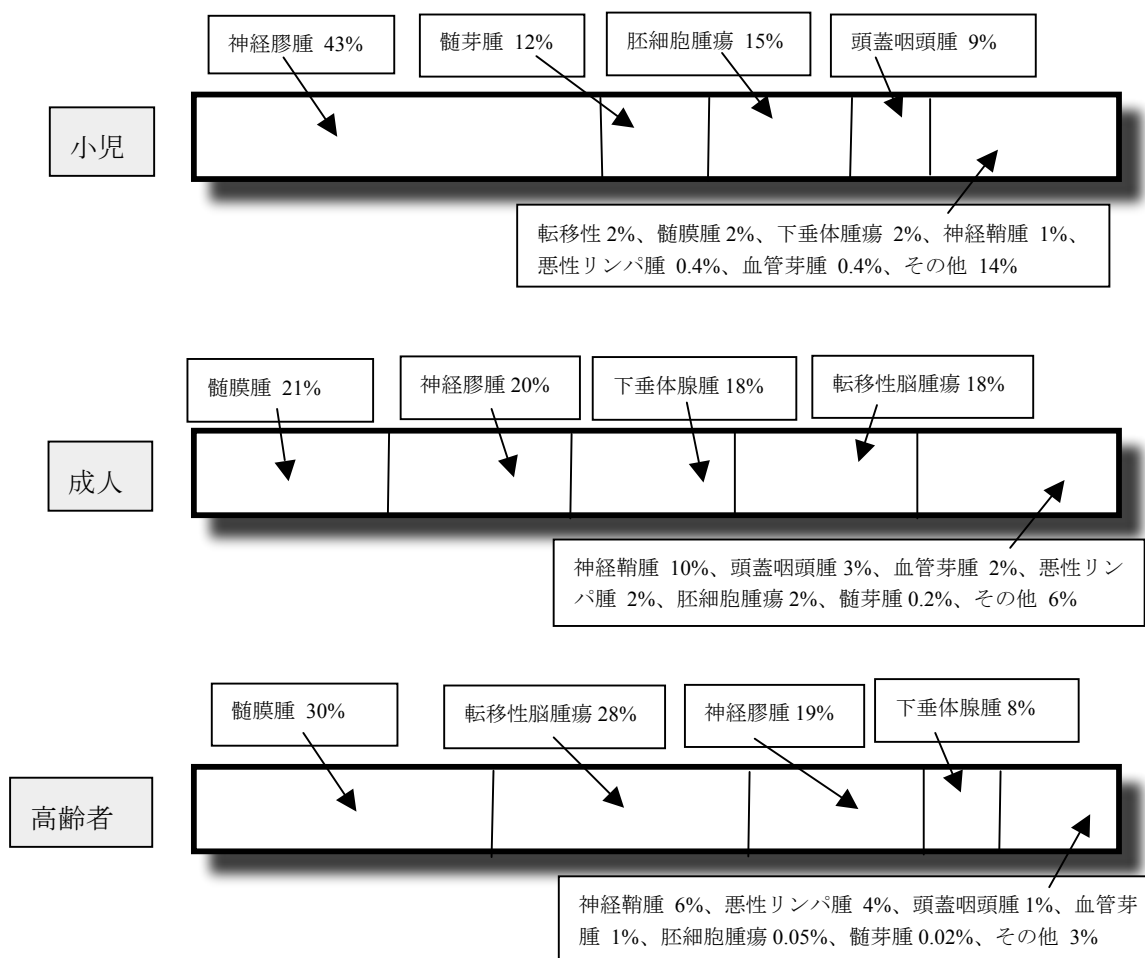 神経膠腫 43%
髄芽腫 12%
胚細胞腫瘍 15%
頭蓋咽頭腫 9%
小児
転移性 2%、髄膜腫 2%、下垂体腫瘍 2%、神経鞘腫 1%、
悪性リンパ腫 0.4%、血管芽腫 0.4%、その他 14%
髄膜腫 21%
神経膠腫 20%
下垂体腺腫 18%
転移性脳腫瘍 18%
成人
神経鞘腫 10%、頭蓋咽頭腫 3%、血管芽腫 2%、悪性リン
パ腫 2%、胚細胞腫瘍 2%、髄芽腫 0.2%、その他 6%
髄膜腫 30%
転移性脳腫瘍 28%
神経膠腫 19%
下垂体腺腫 8%
高齢者
神経鞘腫 6%、悪性リンパ腫 4%、頭蓋咽頭腫 1%、血管芽
腫 1%、胚細胞腫瘍 0.05%、髄芽腫 0.02%、その他 3%